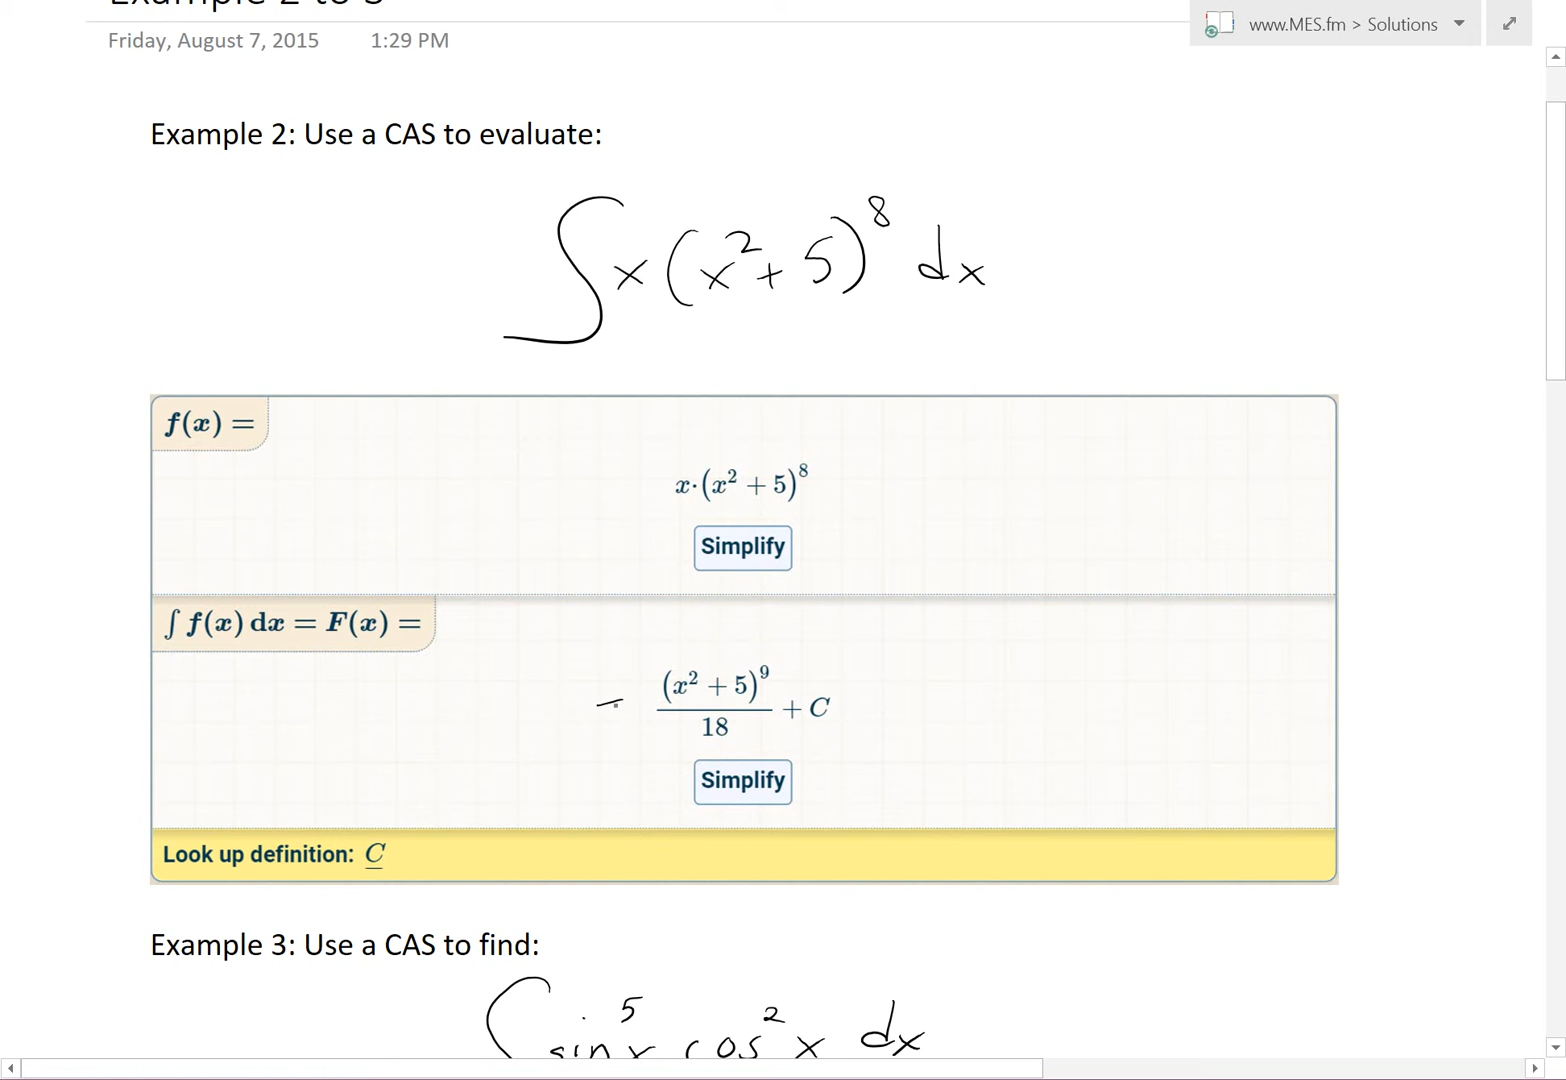 Friday, August 7, 2015 1:29 PM
www.MES.fm > Solutions
Example 2: Use a CAS to evaluate:
∫ x (x² + 5)⁸ dx
f(x) =
x·(x² + 5)⁸
Simplify
∫ f(x) dx = F(x) =
(x² + 5)⁹
18
+ C
Simplify
Look up definition: C
Example 3: Use a CAS to find:
∫ sin⁵x cos²x dx